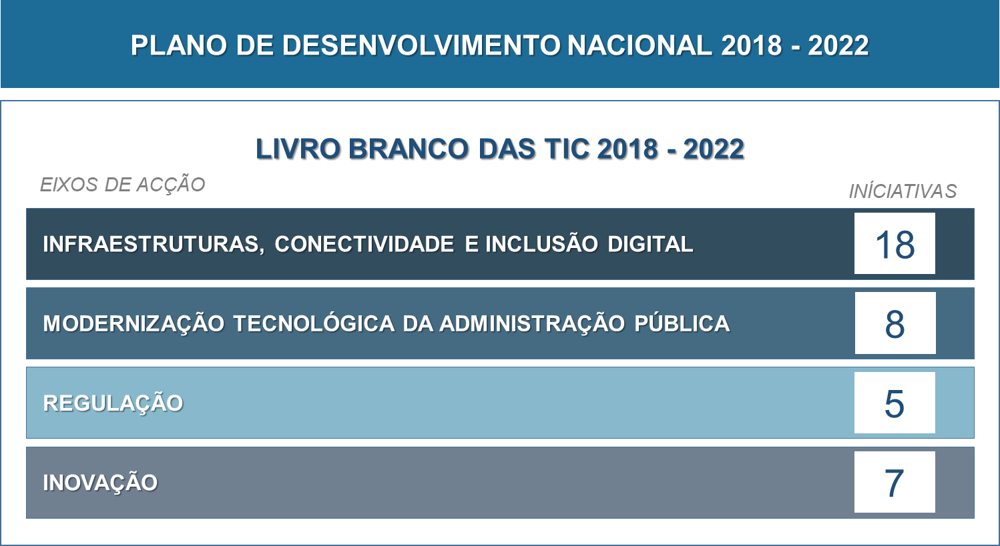 PLANO DE DESENVOLVIMENTO NACIONAL 2018 - 2022
LIVRO BRANCO DAS TIC 2018 - 2022
EIXOS DE ACÇÃO
INÍCIATIVAS
INFRAESTRUTURAS, CONECTIVIDADE E INCLUSÃO DIGITAL
18
MODERNIZAÇÃO TECNOLÓGICA DA ADMINISTRAÇÃO PÚBLICA
8
REGULAÇÃO
5
INOVAÇÃO
7